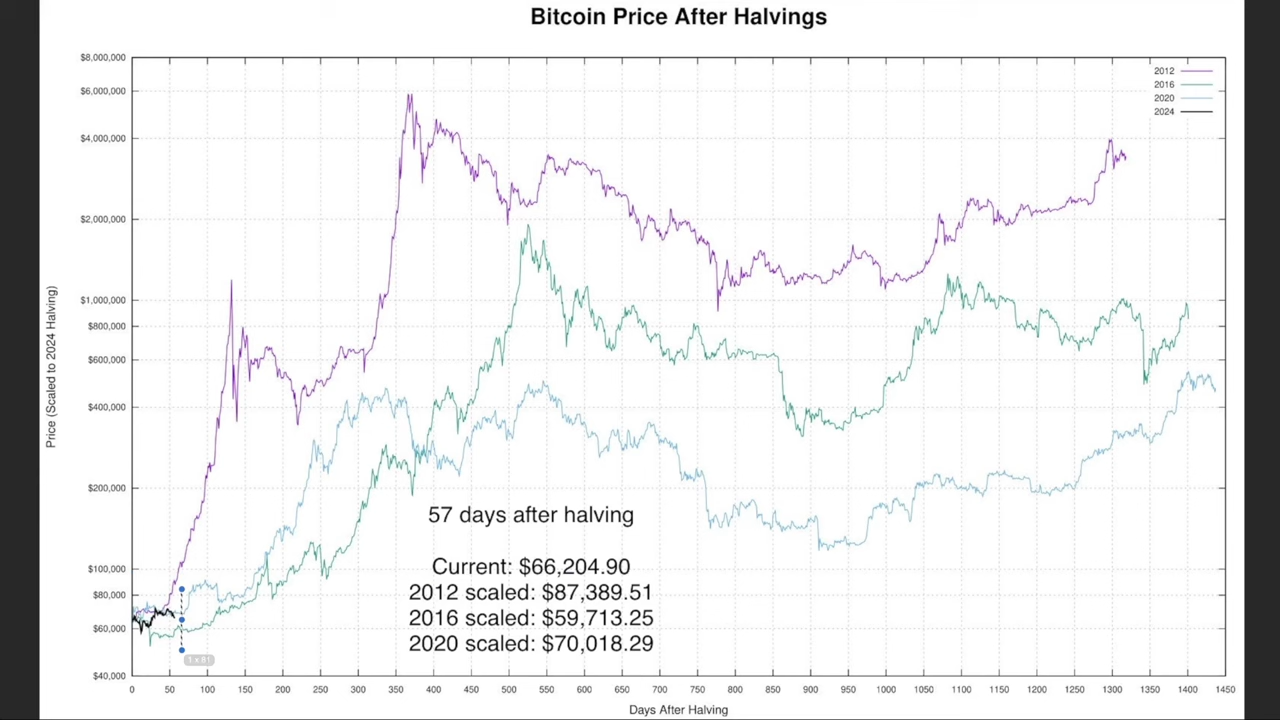 Bitcoin Price After Halvings
$8,000,000
$6,000,000
$4,000,000
$2,000,000
$1,000,000
$800,000
$600,000
$400,000
$200,000
$100,000
$80,000
$60,000
$40,000
Price (Scaled to 2024 Halving)
2012
2016
2020
2024
57 days after halving
Current: $66,204.90
2012 scaled: $87,389.51
2016 scaled: $59,713.25
2020 scaled: $70,018.29
1 x 61
0 50 100 150 200 250 300 350 400 450 500 550 600 650 700 750 800 850 900 950 1000 1050 1100 1150 1200 1250 1300 1350 1400 1450
Days After Halving